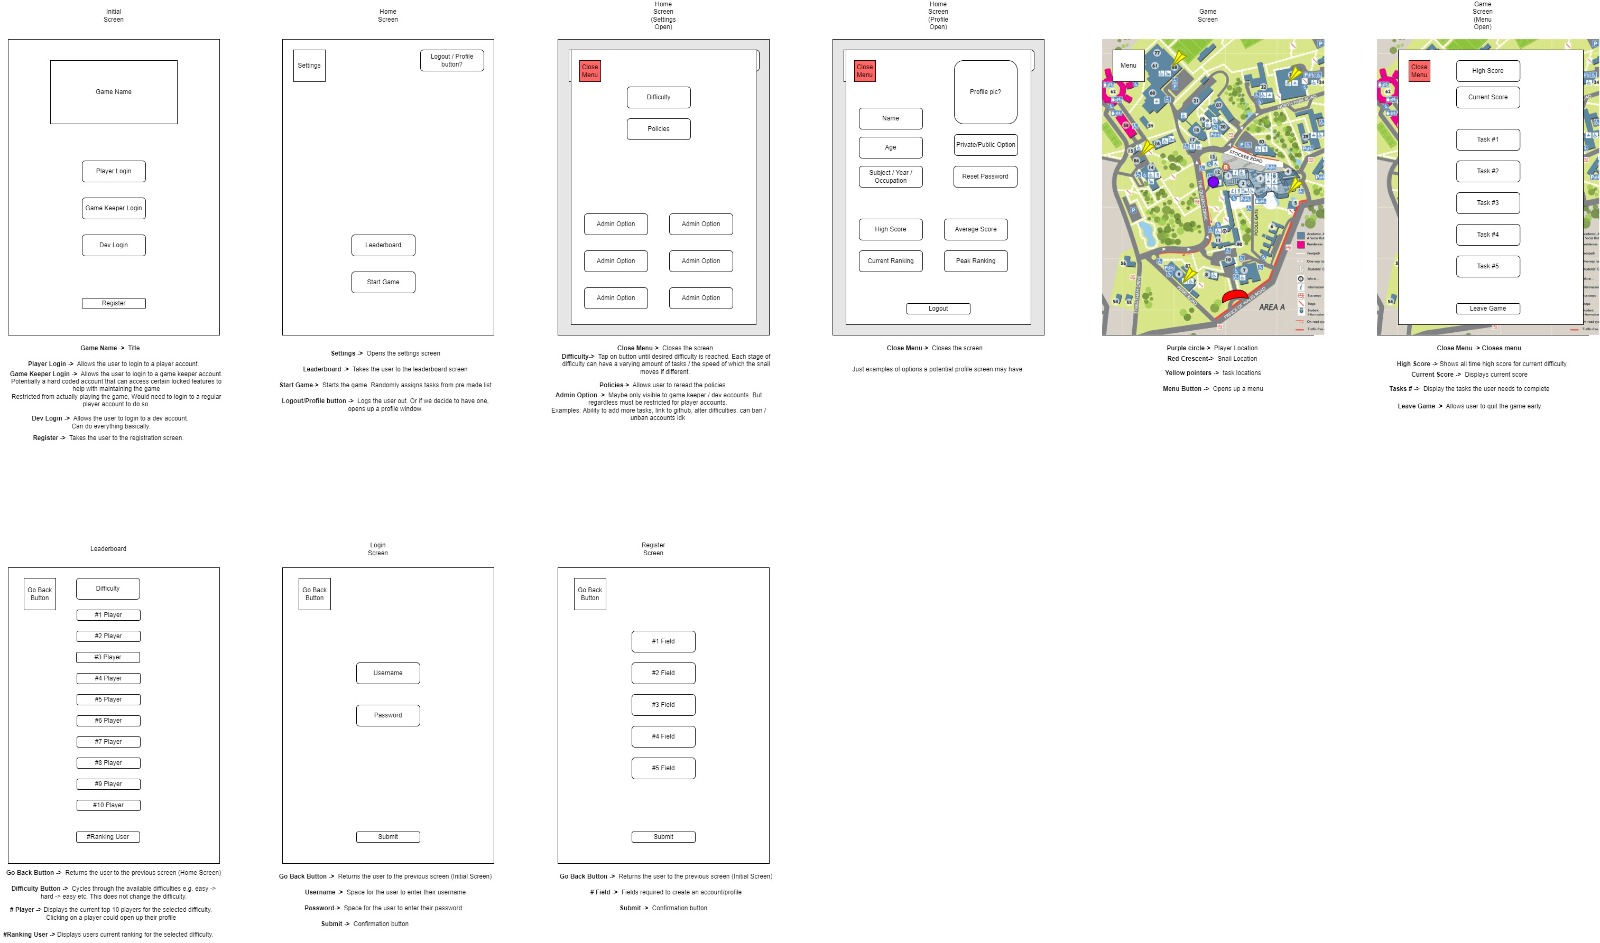 Initial
Screen
Game Name
Player Login
Game Keeper Login
Dev Login
Register
Game Name -> Title
Player Login -> Allows the user to login to a player account.
Game Keeper Login -> Allows the user to login to a game keeper account.
Potentially a hard coded account that can access certain locked features to
help with maintaining the game
Restricted from actually playing the game, Would need to login to a regular
player account to do so
Dev Login -> Allows the user to login to a dev account.
Can do everything basically.
Register -> Takes the user to the registration screen.
Home
Screen
Settings
Logout / Profile
button?
Leaderboard
Start Game
Settings -> Opens the settings screen
Leaderboard -> Takes the user to the leaderboard screen
Start Game -> Starts the game. Randomly assigns tasks from pre made list
Logout/Profile button -> Logs the user out. Or if we decide to have one,
opens up a profile window.
Home
Screen
(Settings
Open)
Close
Menu
Difficulty
Policies
Admin Option
Admin Option
Admin Option
Admin Option
Admin Option
Admin Option
Close Menu -> Closes the screen
Difficulty-> Tap on button until desired difficulty is reached. Each stage of
difficulty can have a varying amount of tasks / the speed of which the snail
moves if different
Policies -> Allows user to reread the policies
Admin Option -> Maybe only visible to game keeper / dev accounts. But
regardless must be restricted for player accounts.
Examples: Ability to add more tasks, link to github, alter difficulties, can ban /
unban accounts idk
Home
Screen
(Profile
Open)
Close
Menu
Profile pic?
Name
Age
Private/Public Option
Subject / Year /
Occupation
Reset Password
High Score
Average Score
Current Ranking
Peak Ranking
Logout
Close Menu -> Closes the screen
Just examples of options a potential profile screen may have.
Game
Screen
Menu
STOCKER ROAD
AREA A
Purple circle -> Player Location
Red Crescent-> Snail Location
Yellow pointers -> task locations
Menu Button -> Opens up a menu
Game
Screen
(Menu
Open)
Close
Menu
High Score
Current Score
Task #1
Task #2
Task #3
Task #4
Task #5
Leave Game
Close Menu -> Closes menu
High Score -> Shows all time high score for current difficulty
Current Score -> Displays current score
Tasks # -> Display the tasks the user needs to complete
Leave Game -> Allows user to quit the game early
Leaderboard
Go Back
Button
Difficulty
#1 Player
#2 Player
#3 Player
#4 Player
#5 Player
#6 Player
#7 Player
#8 Player
#9 Player
#10 Player
#Ranking User
Go Back Button -> Returns the user to the previous screen (Home Screen)
Difficulty Button -> Cycles through the available difficulties e.g. easy ->
hard -> easy etc. This does not change the difficulty.
# Player -> Displays the current top 10 players for the selected difficulty.
Clicking on a player could open up their profile
#Ranking User -> Displays users current ranking for the selected difficulty.
Login
Screen
Go Back
Button
Username
Password
Submit
Go Back Button -> Returns the user to the previous screen (Initial Screen)
Username -> Space for the user to enter their username
Password -> Space for the user to enter their password
Submit -> Confirmation button
Register
Screen
Go Back
Button
#1 Field
#2 Field
#3 Field
#4 Field
#5 Field
Submit
Go Back Button -> Returns the user to the previous screen (Initial Screen)
# Field -> Fields required to create an account/profile
Submit -> Confirmation button